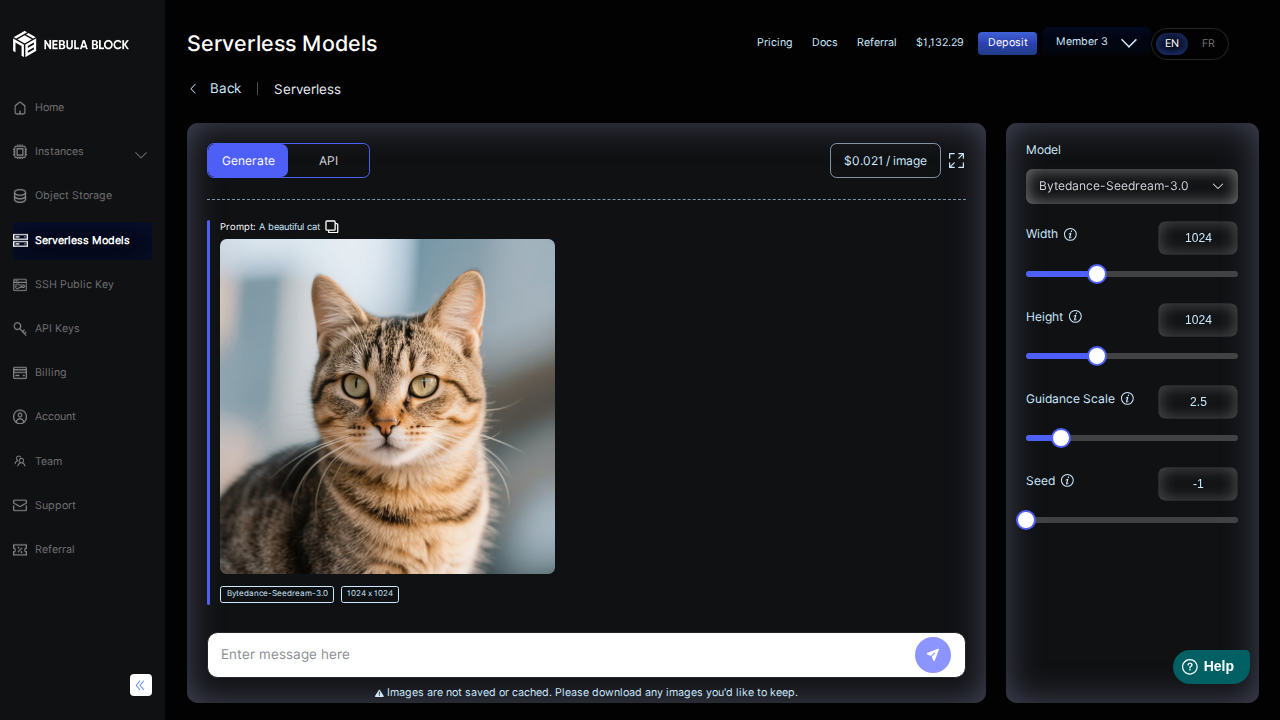 NEBULA BLOCK
Home
Instances
Object Storage
Serverless Models
SSH Public Key
API Keys
Billing
Account
Team
Support
Referral
Serverless Models
Pricing
Docs
Referral
$1,132.29
Deposit
Member 3
EN
FR
Back
Serverless
Generate
API
$0.021 / image
Prompt: A beautiful cat
Bytedance-Seedream-3.0
1024 x 1024
Enter message here
Images are not saved or cached. Please download any images you'd like to keep.
Model
Bytedance-Seedream-3.0
Width
1024
Height
1024
Guidance Scale
2.5
Seed
-1
Help